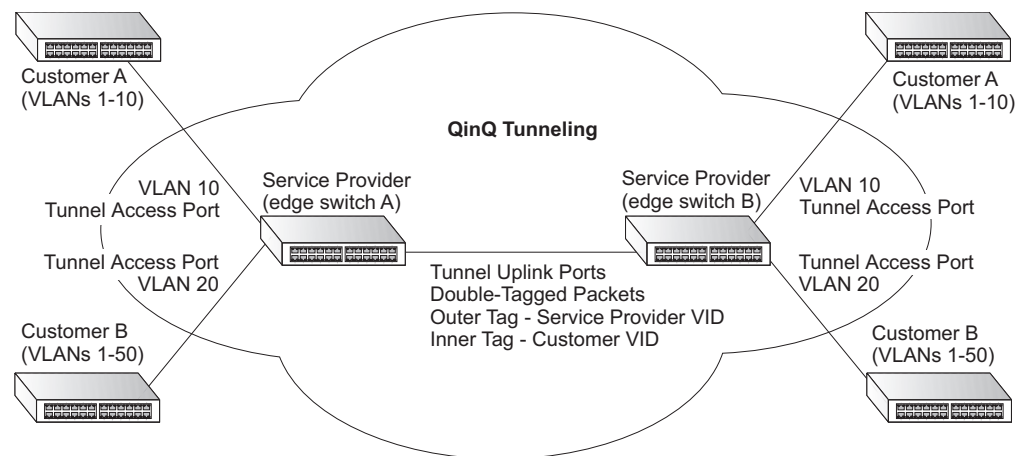 Customer A
(VLANs 1-10)
Customer A
(VLANs 1-10)
QinQ Tunneling
VLAN 10
Tunnel Access Port
Service Provider
(edge switch A)
Service Provider
(edge switch B)
VLAN 10
Tunnel Access Port
Tunnel Access Port
VLAN 20
Tunnel Uplink Ports
Double-Tagged Packets
Outer Tag - Service Provider VID
Inner Tag - Customer VID
Tunnel Access Port
VLAN 20
Customer B
(VLANs 1-50)
Customer B
(VLANs 1-50)